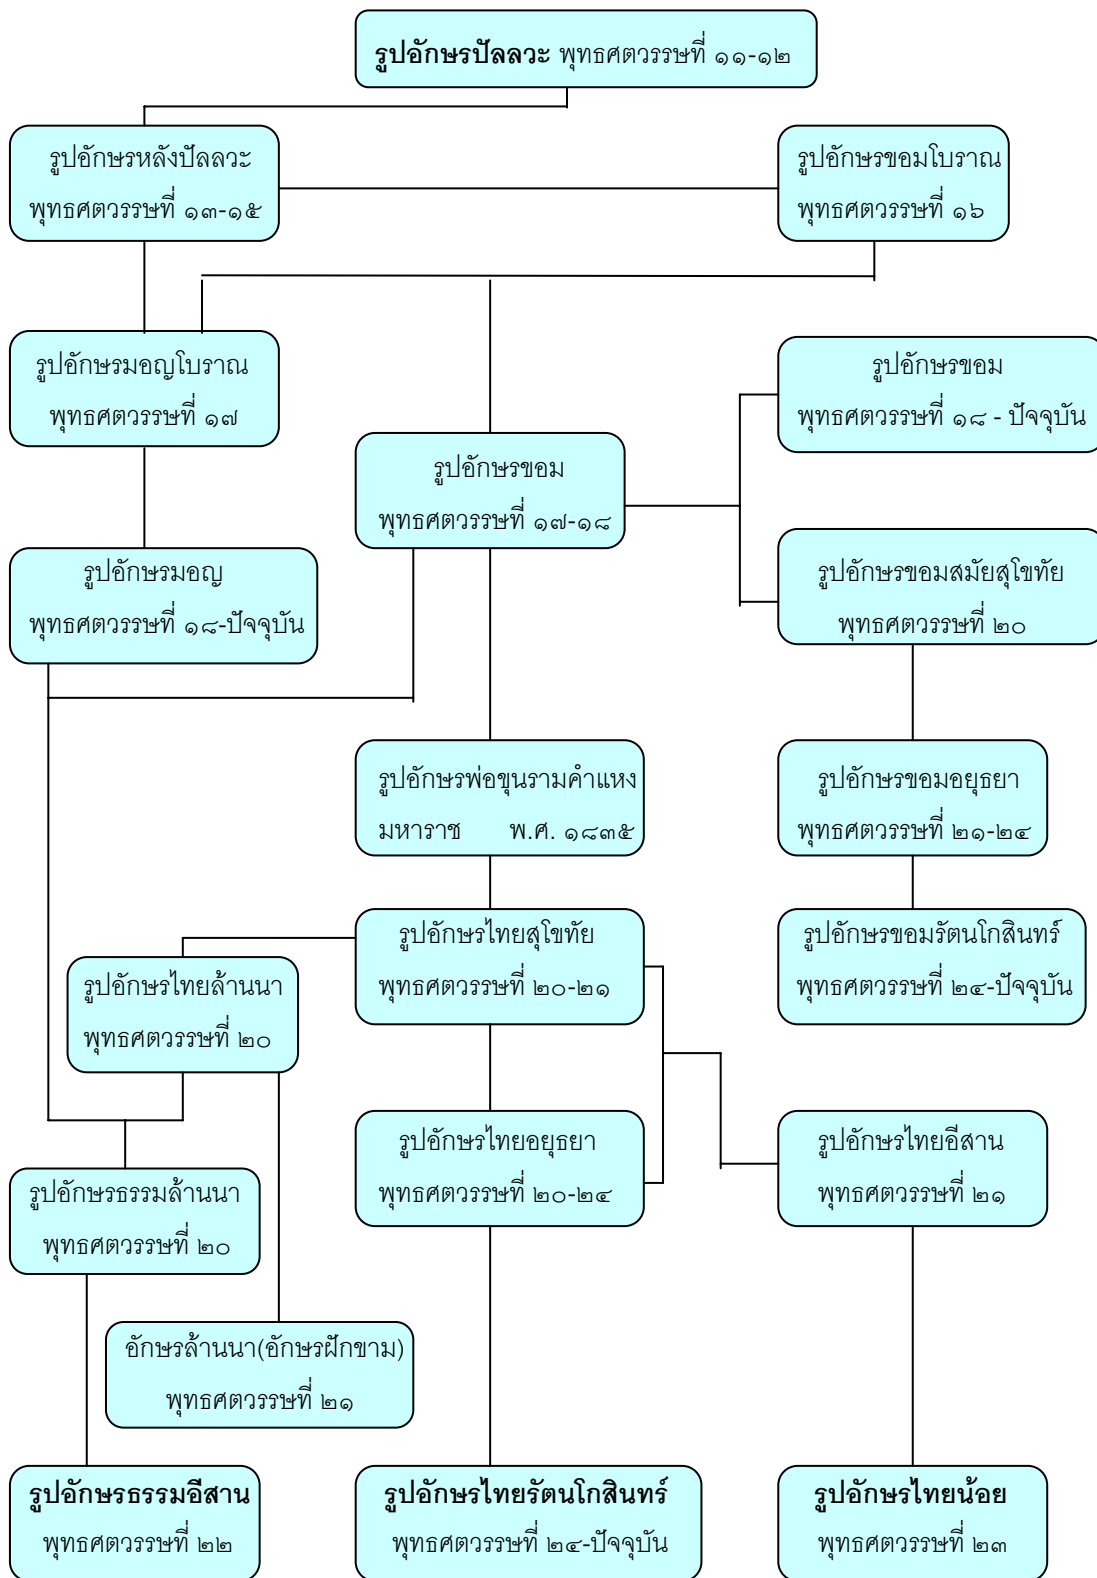 รูปอักษรปัลลวะ พุทธศตวรรษที่ ๑๑-๑๒
รูปอักษรหลังปัลลวะ
พุทธศตวรรษที่ ๑๓-๑๕
รูปอักษรขอมโบราณ
พุทธศตวรรษที่ ๑๖
รูปอักษรมอญโบราณ
พุทธศตวรรษที่ ๑๗
รูปอักษรขอม
พุทธศตวรรษที่ ๑๘ - ปัจจุบัน
รูปอักษรขอม
พุทธศตวรรษที่ ๑๗-๑๘
รูปอักษรมอญ
พุทธศตวรรษที่ ๑๘-ปัจจุบัน
รูปอักษรขอมสมัยสุโขทัย
พุทธศตวรรษที่ ๒๐
รูปอักษรพ่อขุนรามคำแหง
มหาราช พ.ศ. ๑๘๓๕
รูปอักษรขอมอยุธยา
พุทธศตวรรษที่ ๒๑-๒๔
รูปอักษรไทยสุโขทัย
พุทธศตวรรษที่ ๒๐-๒๑
รูปอักษรขอมรัตนโกสินทร์
พุทธศตวรรษที่ ๒๔-ปัจจุบัน
รูปอักษรไทยล้านนา
พุทธศตวรรษที่ ๒๐
รูปอักษรไทยอยุธยา
พุทธศตวรรษที่ ๒๐-๒๔
รูปอักษรไทยอีสาน
พุทธศตวรรษที่ ๒๑
รูปอักษรธรรมล้านนา
พุทธศตวรรษที่ ๒๐
อักษรล้านนา(อักษรฝักขาม)
พุทธศตวรรษที่ ๒๑
รูปอักษรธรรมอีสาน
พุทธศตวรรษที่ ๒๒
รูปอักษรไทยรัตนโกสินทร์
พุทธศตวรรษที่ ๒๔-ปัจจุบัน
รูปอักษรไทยน้อย
พุทธศตวรรษที่ ๒๓